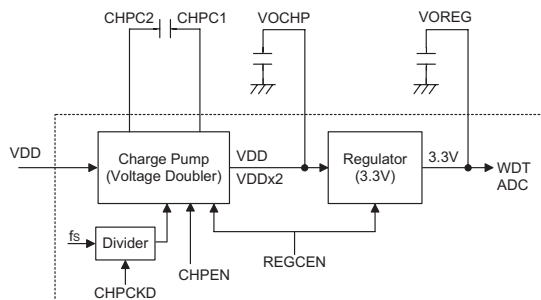 CHPC2 CHPC1
VOCHP
VOREG
VDD
Charge Pump
(Voltage Doubler)
VDD
VDDx2
Regulator
(3.3V)
3.3V
WDT
ADC
fS
Divider
CHPCKD
CHPEN
REGCEN